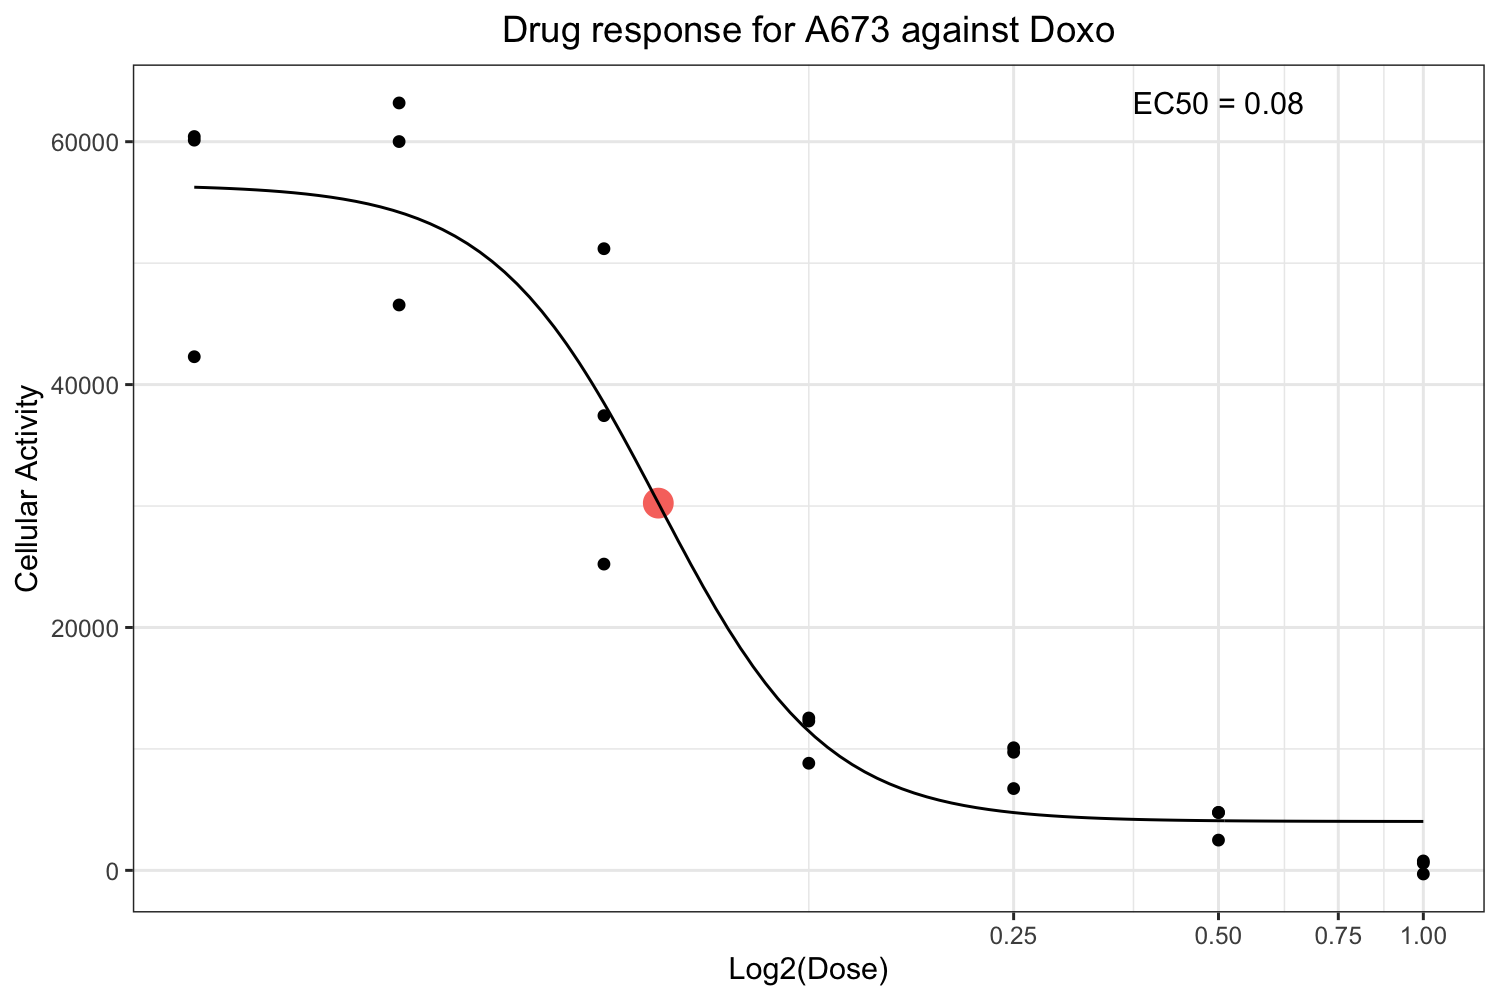 Drug response for A673 against Doxo
EC50 = 0.08
60000
40000
20000
0
Cellular Activity
0.25 0.50 0.75 1.00
Log2(Dose)